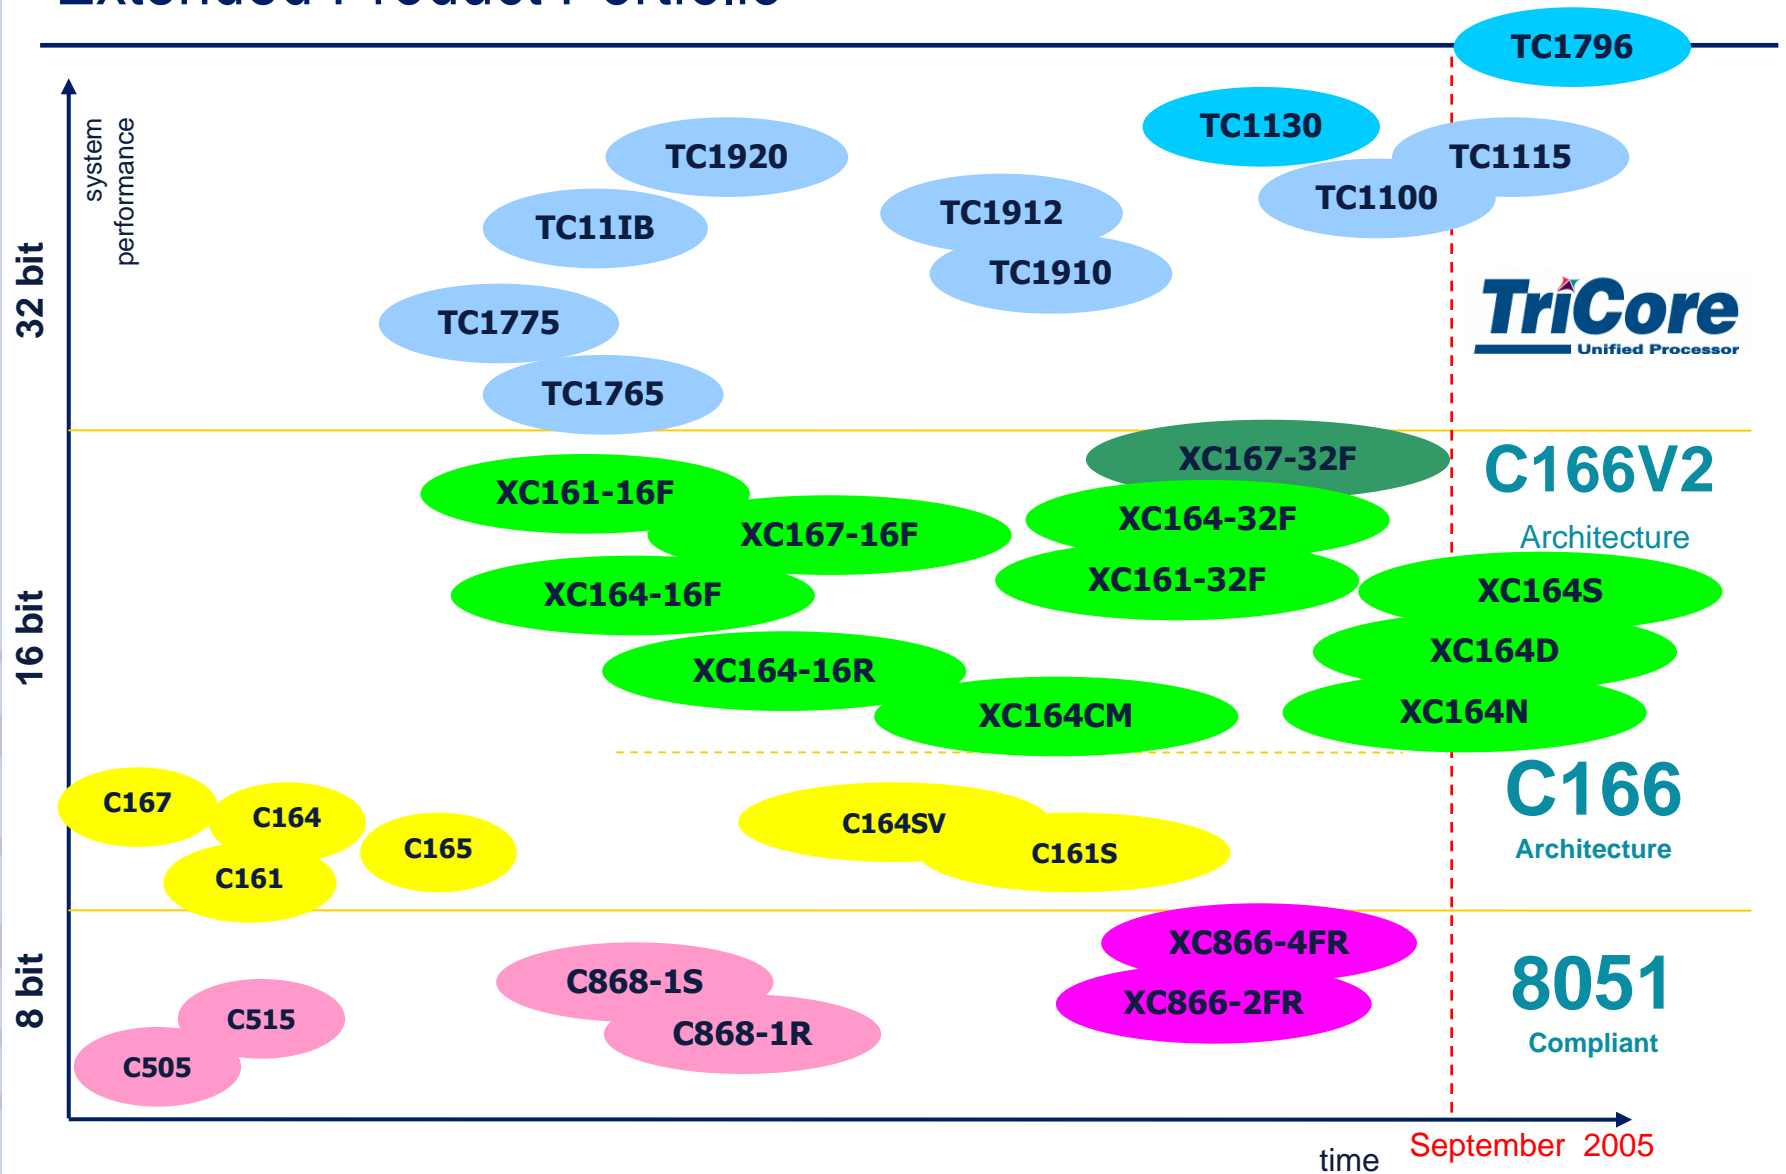 Extended Product Portfolio
TC1796
system
performance
TC1130
TC1920
TC1115
TC1100
TC1912
TC11IB
TC1910
32 bit
TriCore
Unified Processor
TC1775
TC1765
XC167-32F
C166V2
XC161-16F
XC164-32F
XC167-16F
Architecture
XC161-32F
XC164S
XC164-16F
16 bit
XC164D
XC164-16R
XC164N
XC164CM
C167
C164
C164SV
C166
C165
C161S
Architecture
C161
XC866-4FR
8 bit
C868-1S
8051
XC866-2FR
C515
C868-1R
Compliant
C505
time
September 2005